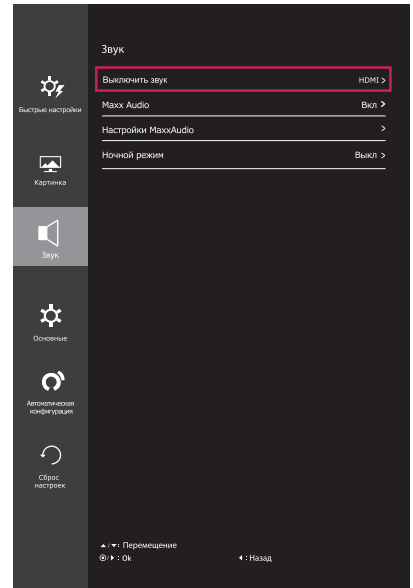 Звук
Выключить звук HDMI >
Maxx Audio Вкл >
Настройки MaxxAudio >
Ночной режим Выкл >
Быстрые настройки
Картинка
Звук
Основные
Автоматическая
конфигурация
Сброс
настроек
▲/▼: Перемещение
◉/▶ : Ok ◀ : Назад